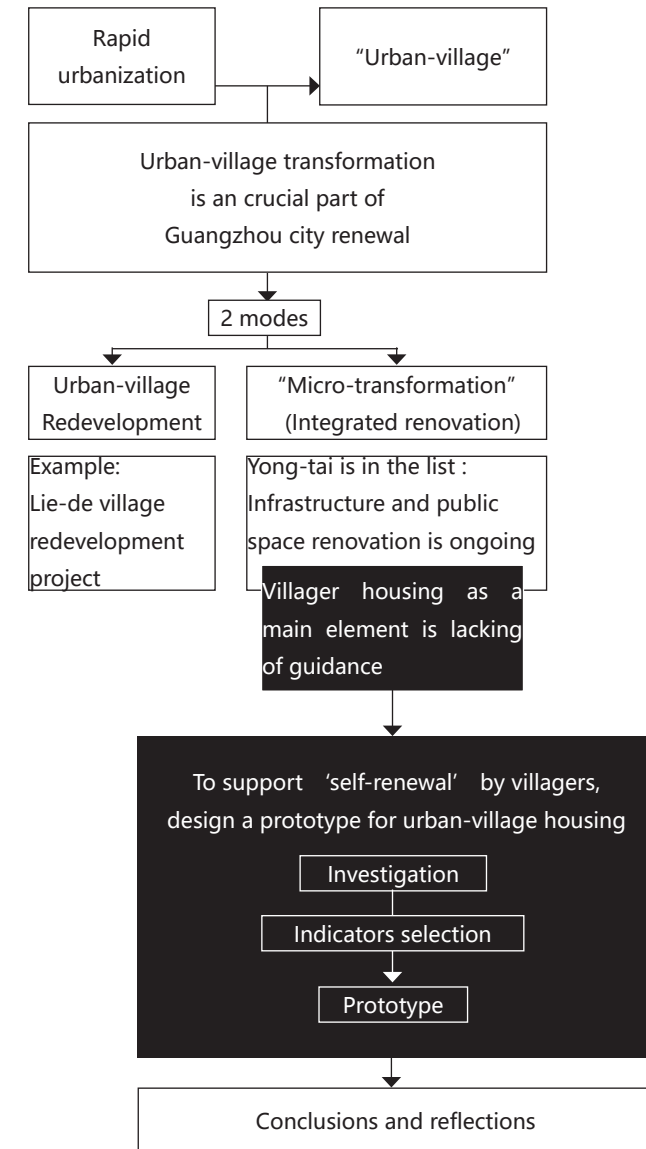 Rapid
urbanization
“Urban-village”
Urban-village transformation
is an crucial part of
Guangzhou city renewal
2 modes
Urban-village
Redevelopment
“Micro-transformation”
(Integrated renovation)
Example:
Lie-de village
redevelopment
project
Yong-tai is in the list :
Infrastructure and public
space renovation is ongoing
Villager housing as a
main element is lacking
of guidance
To support ‘self-renewal’ by villagers,
design a prototype for urban-village housing
Investigation
Indicators selection
Prototype
Conclusions and reflections